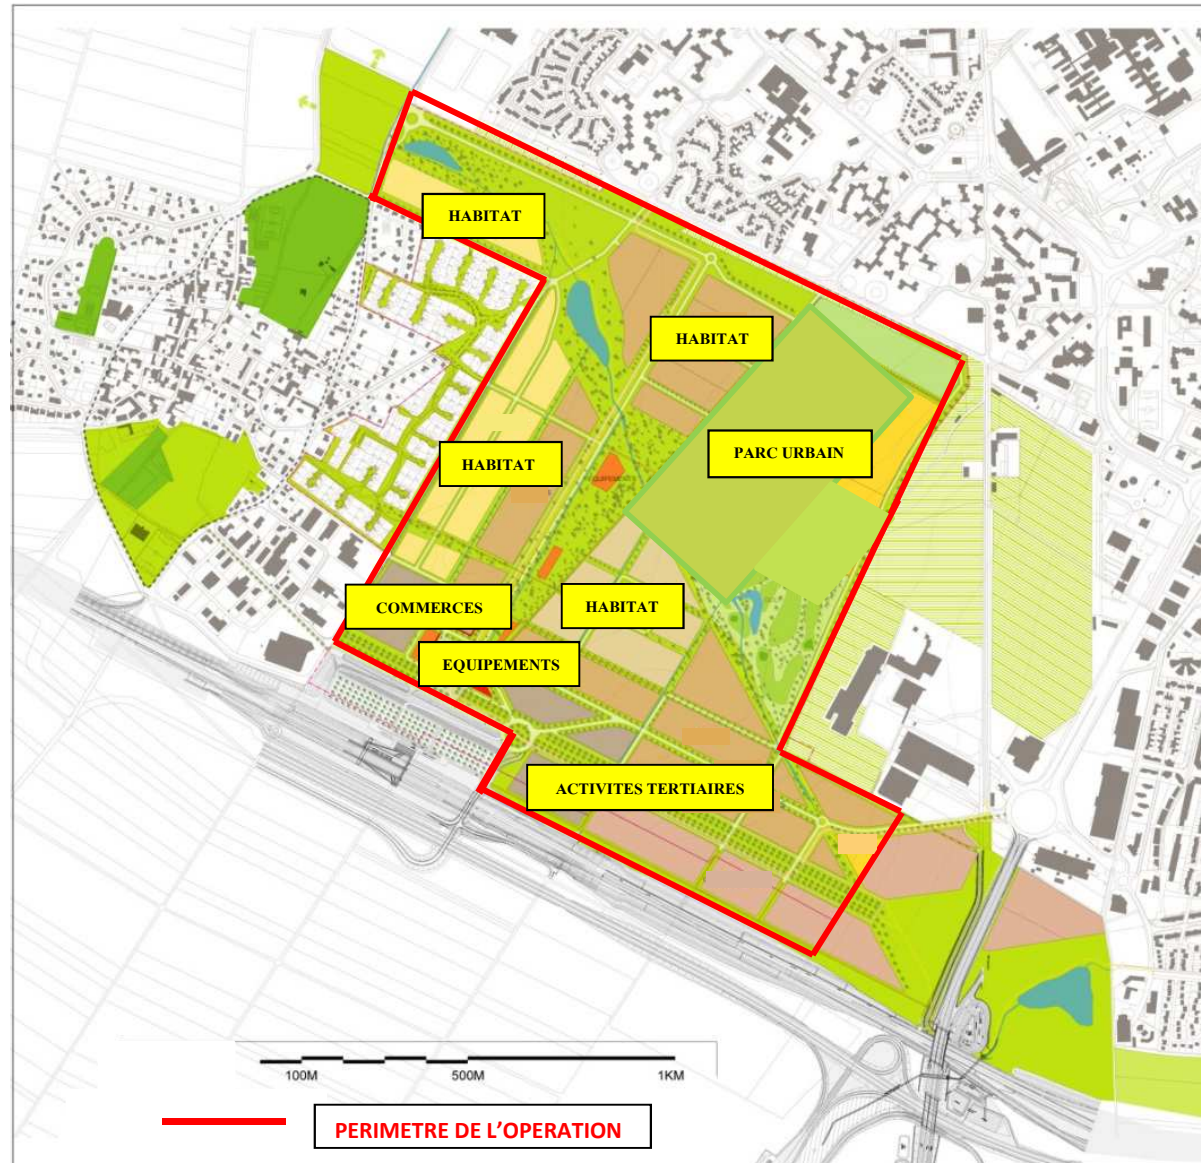 HABITAT
HABITAT
PARC URBAIN
HABITAT
COMMERCES
HABITAT
EQUIPEMENTS
ACTIVITES TERTIAIRES
100M
500M
1KM
PERIMETRE DE L'OPERATION